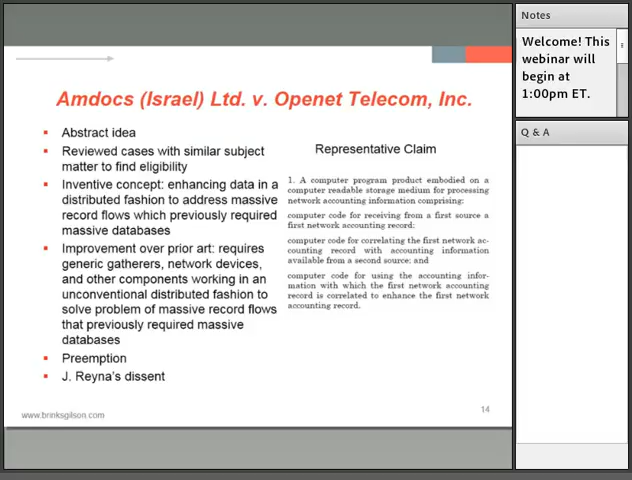 Amdocs (Israel) Ltd. v. Openet Telecom, Inc.
Abstract idea
Reviewed cases with similar subject
matter to find eligibility
Inventive concept: enhancing data in a
distributed fashion to address massive
record flows which previously required
massive databases
Improvement over prior art: requires
generic gatherers, network devices,
and other components working in an
unconventional distributed fashion to
solve problem of massive record flows
that previously required massive
databases
Preemption
J. Reyna's dissent
Representative Claim
1. A computer program product embodied on a
computer readable storage medium for processing
network accounting information comprising:
computer code for receiving from a first source a
first network accounting record;
computer code for correlating the first network ac-
counting record with accounting information
available from a second source; and
computer code for using the accounting infor-
mation with which the first network accounting
record is correlated to enhance the first network
accounting record.
www.brinksgilson.com
14
Notes
Welcome! This
webinar will
begin at
1:00pm ET.
Q & A